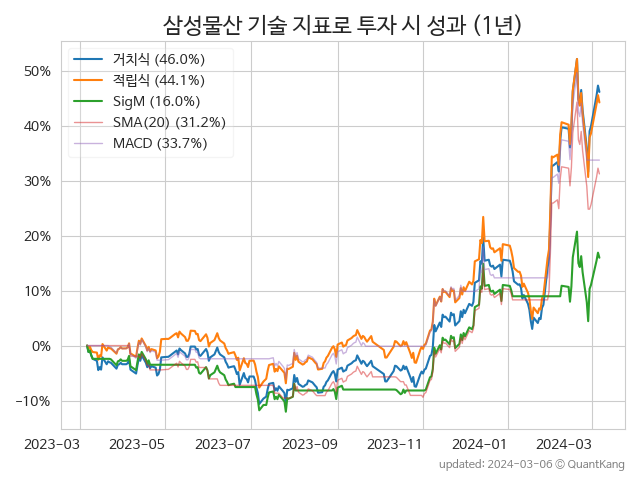 삼성물산 기술 지표로 투자 시 성과 (1년)
거치식 (46.0%)
적립식 (44.1%)
SigM (16.0%)
SMA(20) (31.2%)
MACD (33.7%)
50%
40%
30%
20%
10%
0%
−10%
2023-03 2023-05 2023-07 2023-09 2023-11 2024-01 2024-03
updated: 2024-03-06 @ QuantKang